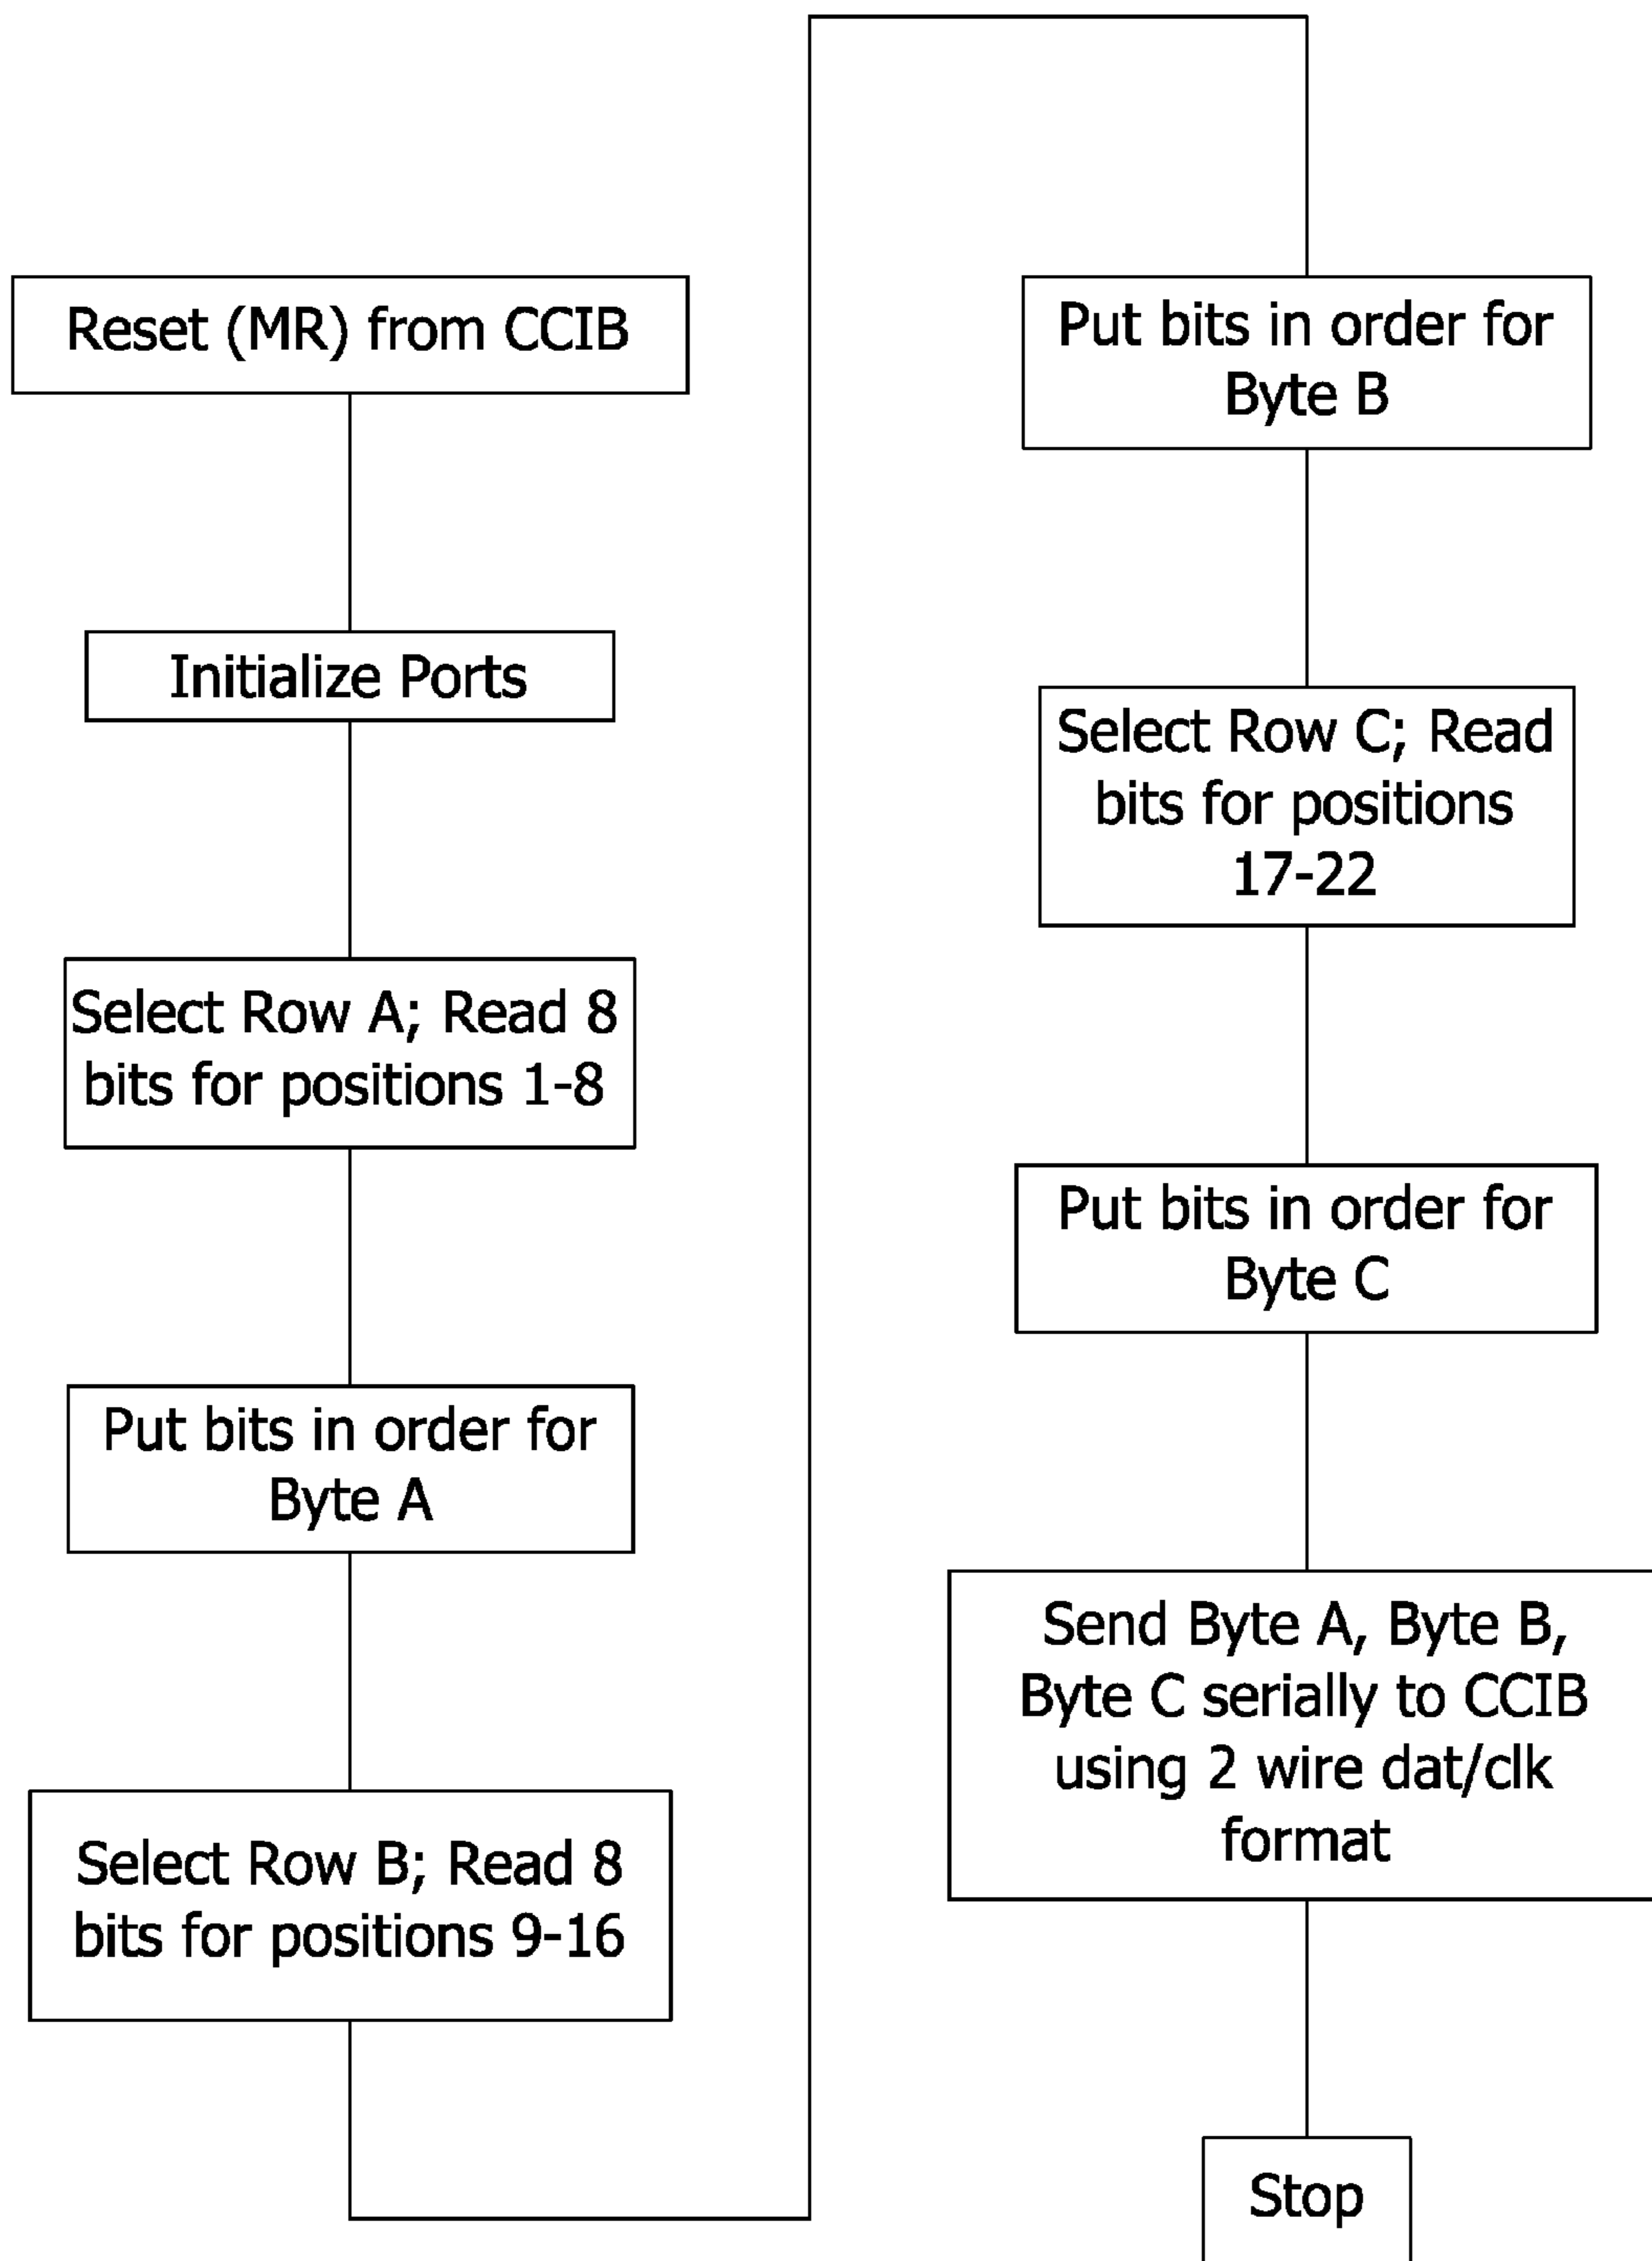 Reset (MR) from CCIB
Initialize Ports
Select Row A; Read 8
bits for positions 1-8
Put bits in order for
Byte A
Select Row B; Read 8
bits for positions 9-16
Put bits in order for
Byte B
Select Row C; Read
bits for positions
17-22
Put bits in order for
Byte C
Send Byte A, Byte B,
Byte C serially to CCIB
using 2 wire dat/clk
format
Stop